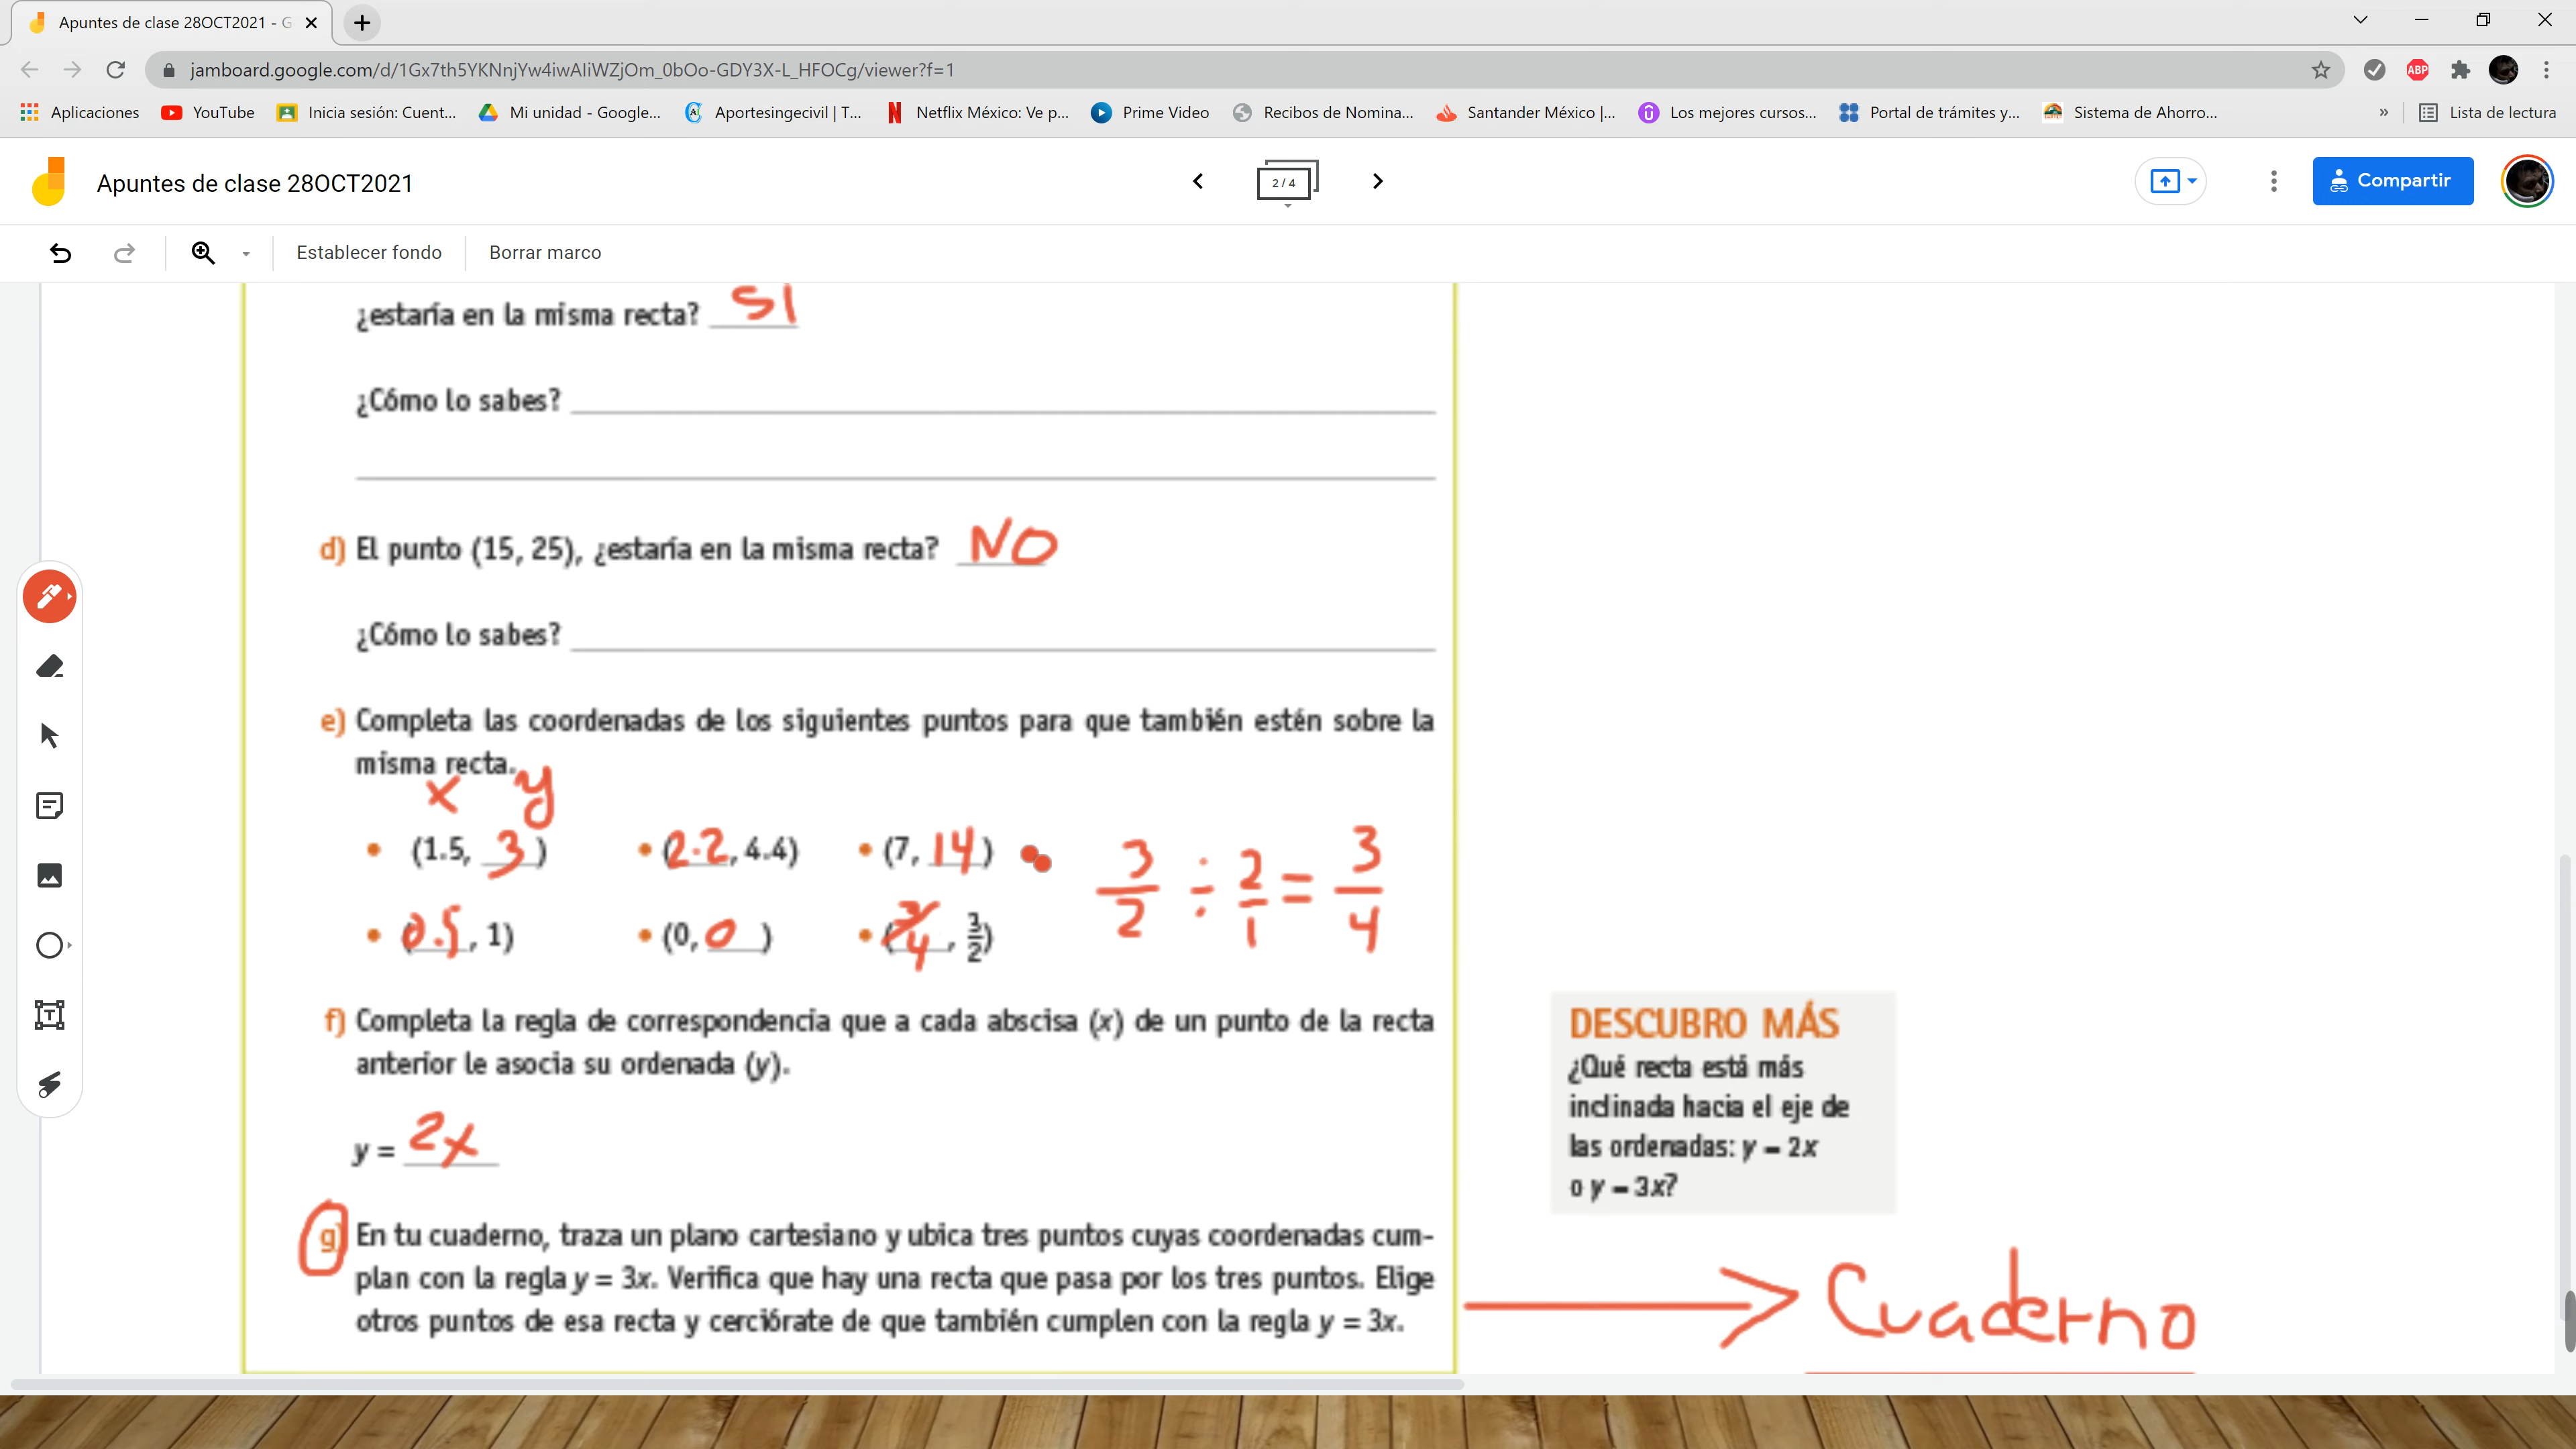 Apuntes de clase 28OCT2021 - G
jamboard.google.com/d/1Gx7th5YKNnjYw4iwAIiWZjOm_0bOo-GDY3X-L_HFOCg/viewer?f=1
ABP
Aplicaciones YouTube Inicia sesión: Cuent... Mi unidad - Google... Aportesingecivil | T... Netflix México: Ve p... Prime Video Recibos de Nomina... Santander México |... Los mejores cursos... Portal de trámites y... Sistema de Ahorro... » Lista de lectura
Apuntes de clase 28OCT2021
2 / 4
Compartir
Establecer fondo Borrar marco
¿estaría en la misma recta? SI
¿Cómo lo sabes?
d) El punto (15, 25), ¿estaría en la misma recta? NO
¿Cómo lo sabes?
e) Completa las coordenadas de los siguientes puntos para que también estén sobre la
misma recta.
x y
• (1.5, 3) • (2.2, 4.4) • (7, 14)
3/2 ÷ 2/1 = 3/4
• (0.5, 1) • (0, 0) • (3/4, 3/2)
f) Completa la regla de correspondencia que a cada abscisa (x) de un punto de la recta
anterior le asocia su ordenada (y).
y = 2x
g) En tu cuaderno, traza un plano cartesiano y ubica tres puntos cuyas coordenadas cum-
plan con la regla y = 3x. Verifica que hay una recta que pasa por los tres puntos. Elige
otros puntos de esa recta y cerciórate de que también cumplen con la regla y = 3x.
DESCUBRO MÁS
¿Qué recta está más
inclinada hacia el eje de
las ordenadas: y = 2x
o y = 3x?
Cuaderno